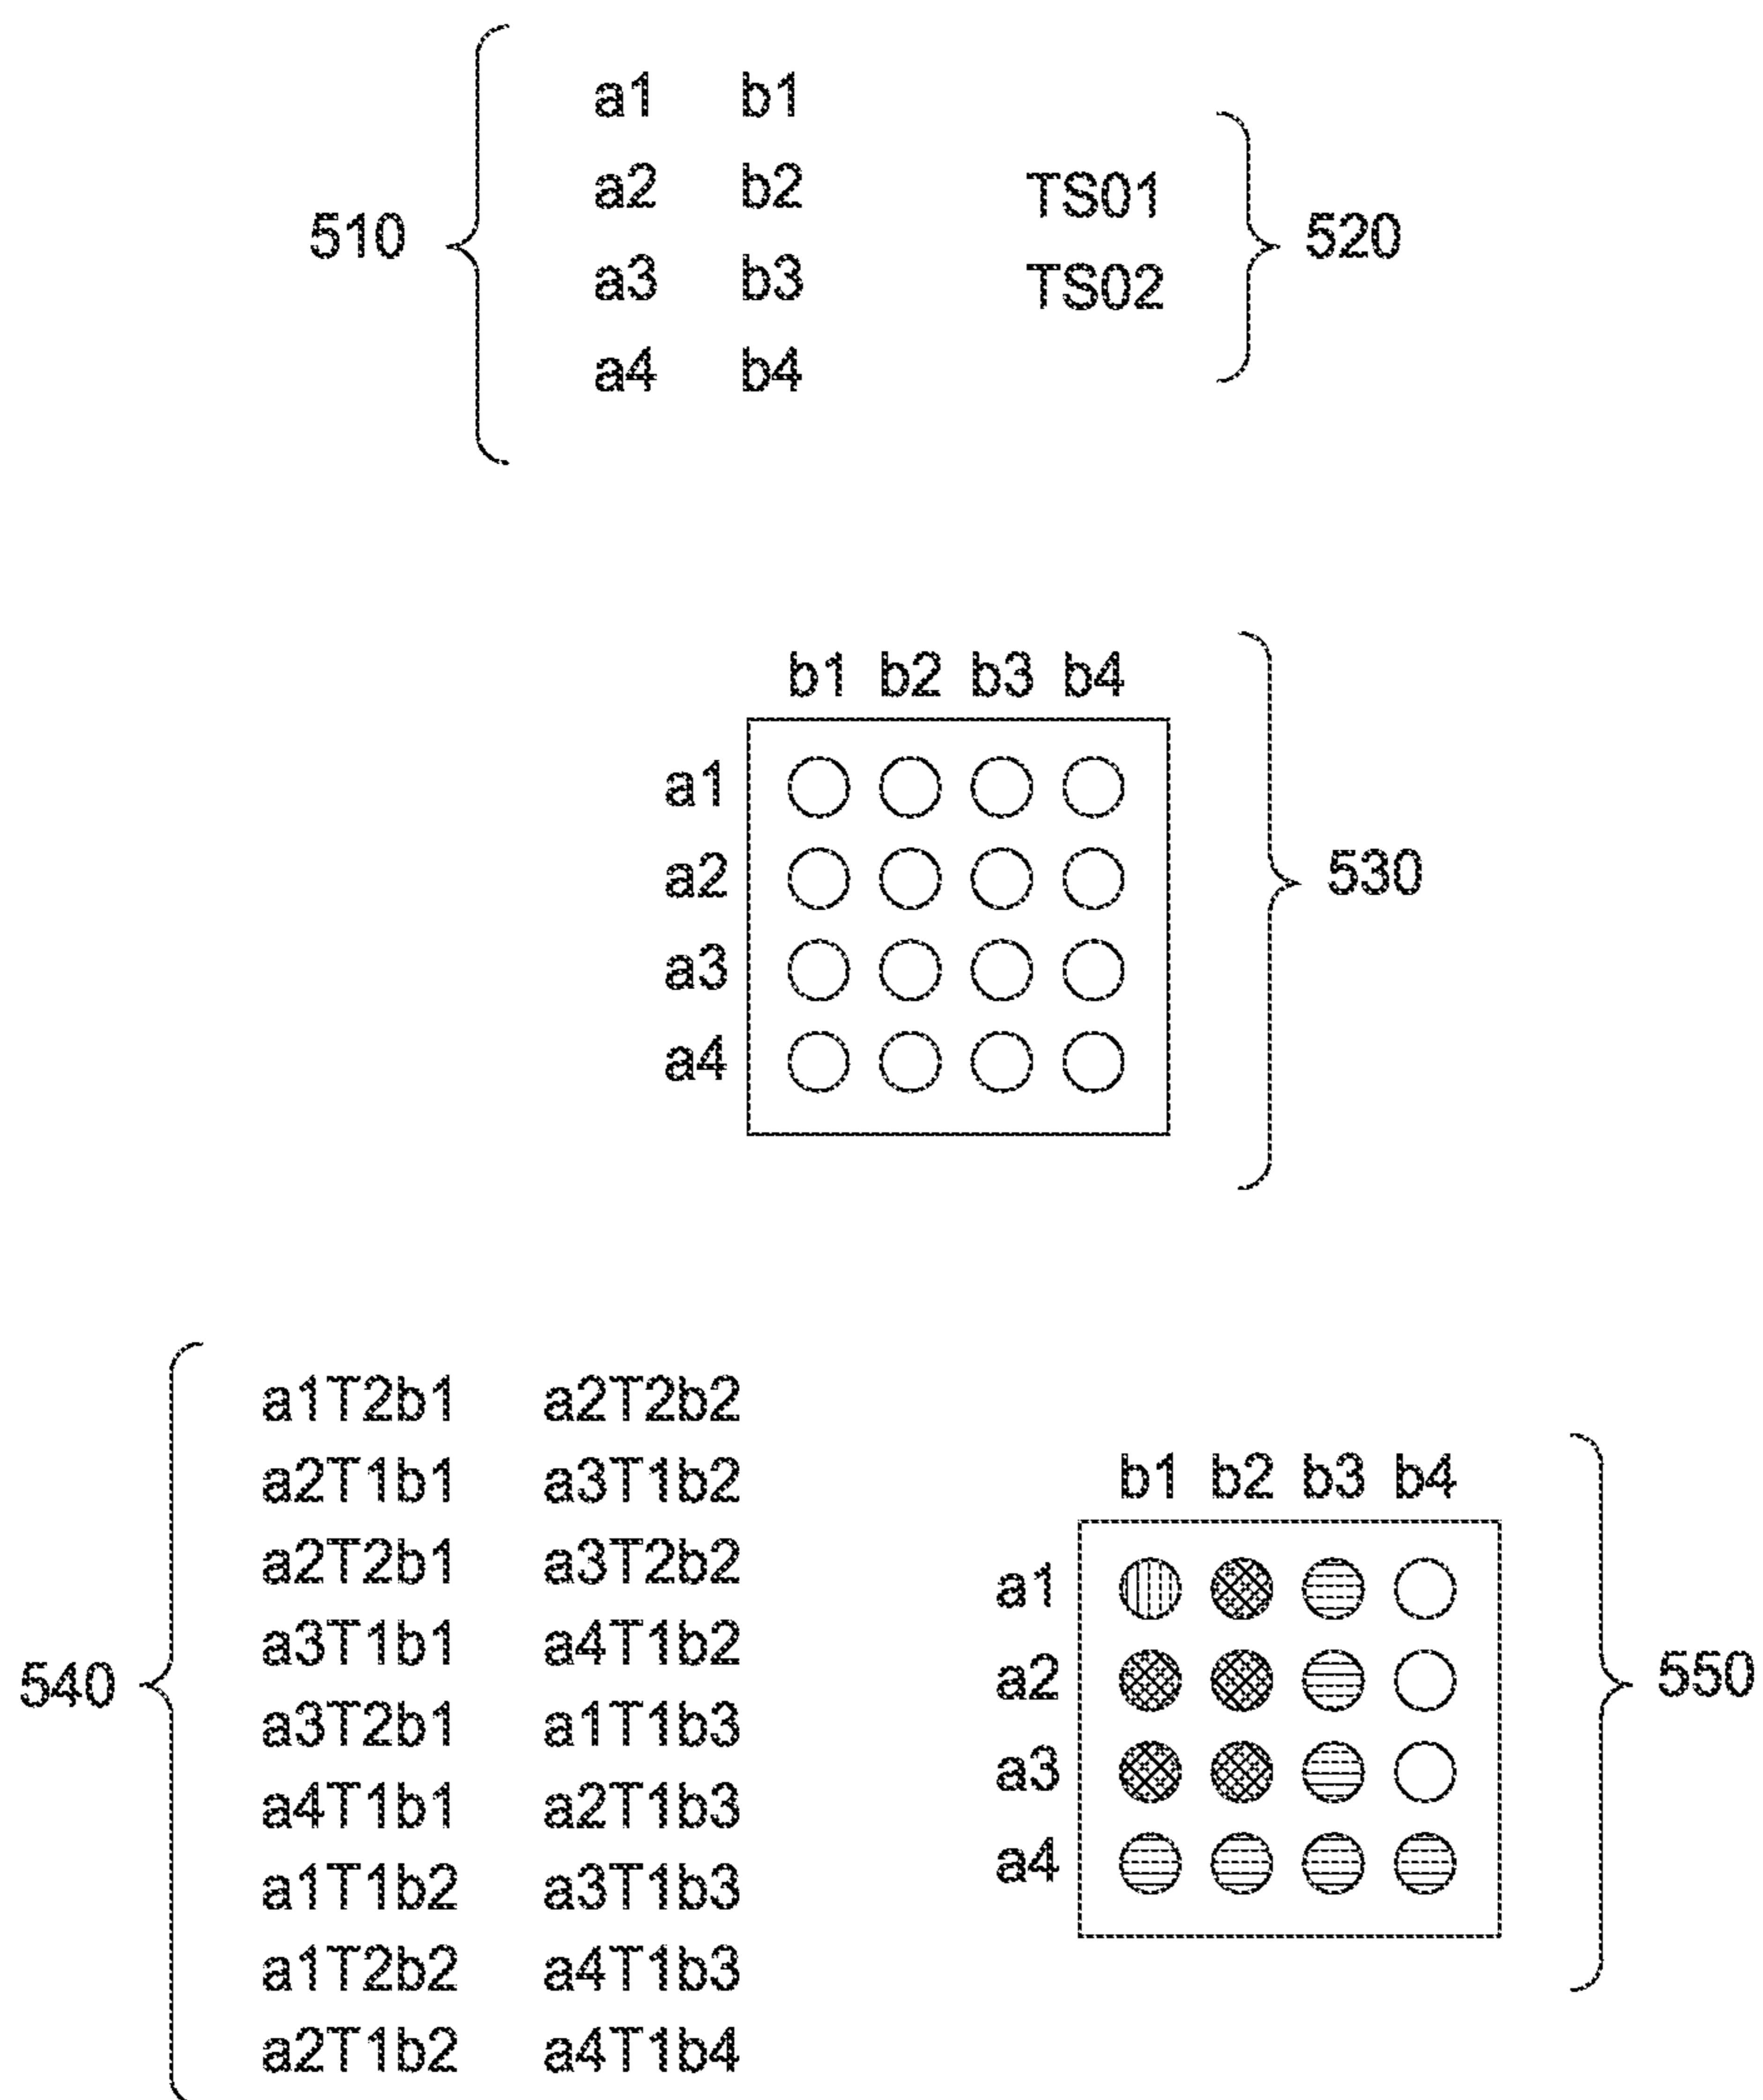 a1 b1
a2 b2
a3 b3
a4 b4
510
TS01
TS02
520
b1 b2 b3 b4
a1
a2
a3
a4
530
540
a1T2b1 a2T2b2
a2T1b1 a3T1b2
a2T2b1 a3T2b2
a3T1b1 a4T1b2
a3T2b1 a1T1b3
a4T1b1 a2T1b3
a1T1b2 a3T1b3
a1T2b2 a4T1b3
a2T1b2 a4T1b4
b1 b2 b3 b4
a1
a2
a3
a4
550